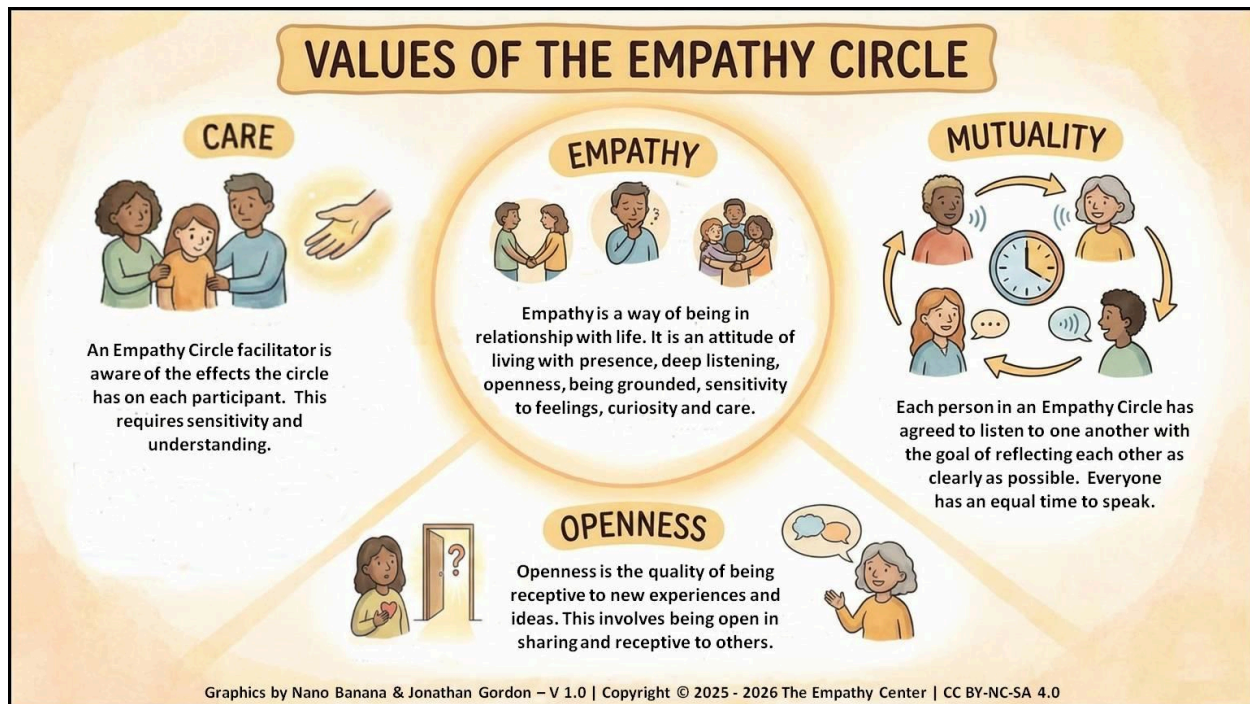 VALUES OF THE EMPATHY CIRCLE
CARE
An Empathy Circle facilitator is
aware of the effects the circle
has on each participant. This
requires sensitivity and
understanding.
EMPATHY
Empathy is a way of being in
relationship with life. It is an attitude of
living with presence, deep listening,
openness, being grounded, sensitivity
to feelings, curiosity and care.
MUTUALITY
Each person in an Empathy Circle has
agreed to listen to one another with
the goal of reflecting each other as
clearly as possible. Everyone
has an equal time to speak.
OPENNESS
?
Openness is the quality of being
receptive to new experiences and
ideas. This involves being open in
sharing and receptive to others.
Graphics by Nano Banana & Jonathan Gordon – V 1.0 | Copyright © 2025 - 2026 The Empathy Center | CC BY-NC-SA 4.0